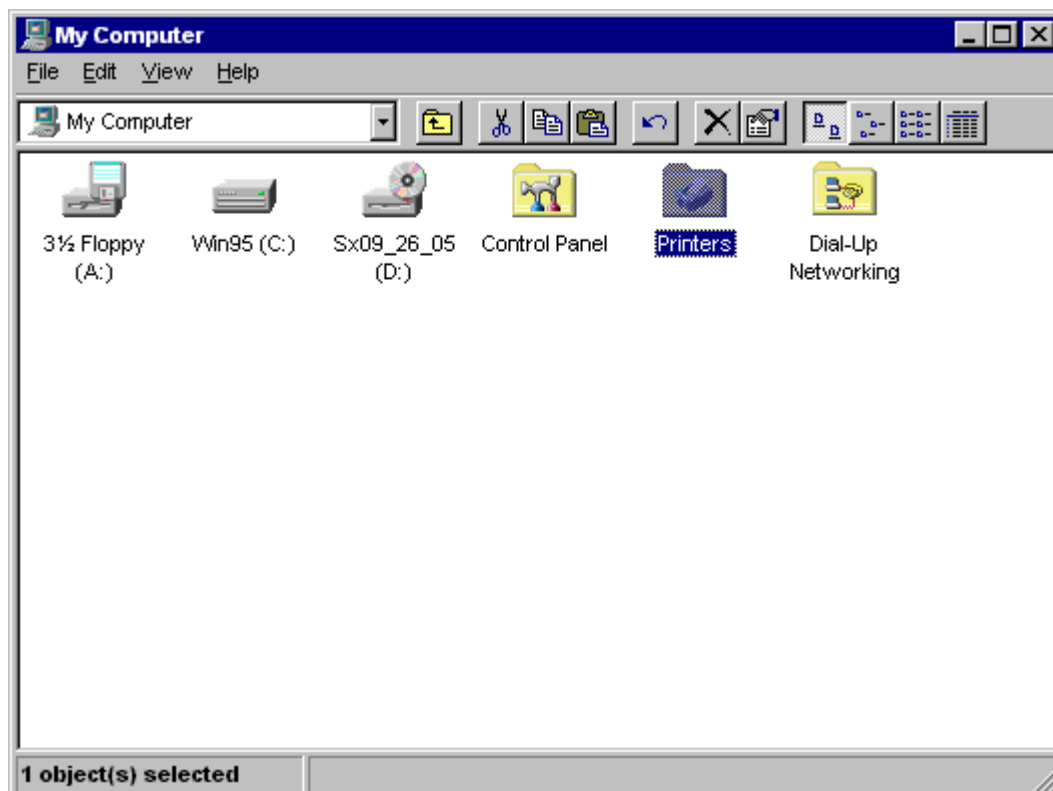 My Computer
File Edit View Help
My Computer
3½ Floppy (A:)
Win95 (C:)
Sx09_26_05 (D:)
Control Panel
Printers
Dial-Up Networking
1 object(s) selected